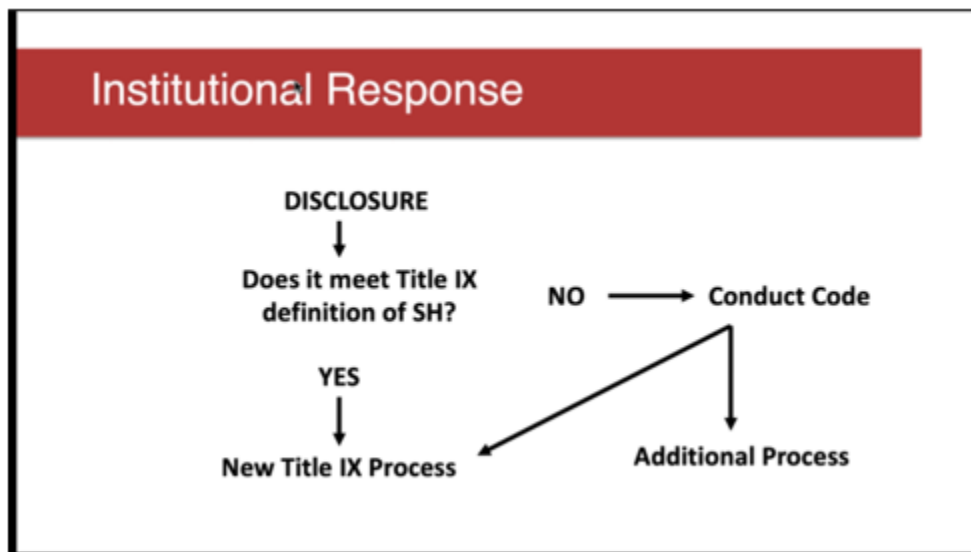 Institutional Response
DISCLOSURE
Does it meet Title IX
definition of SH?
NO
Conduct Code
YES
New Title IX Process
Additional Process